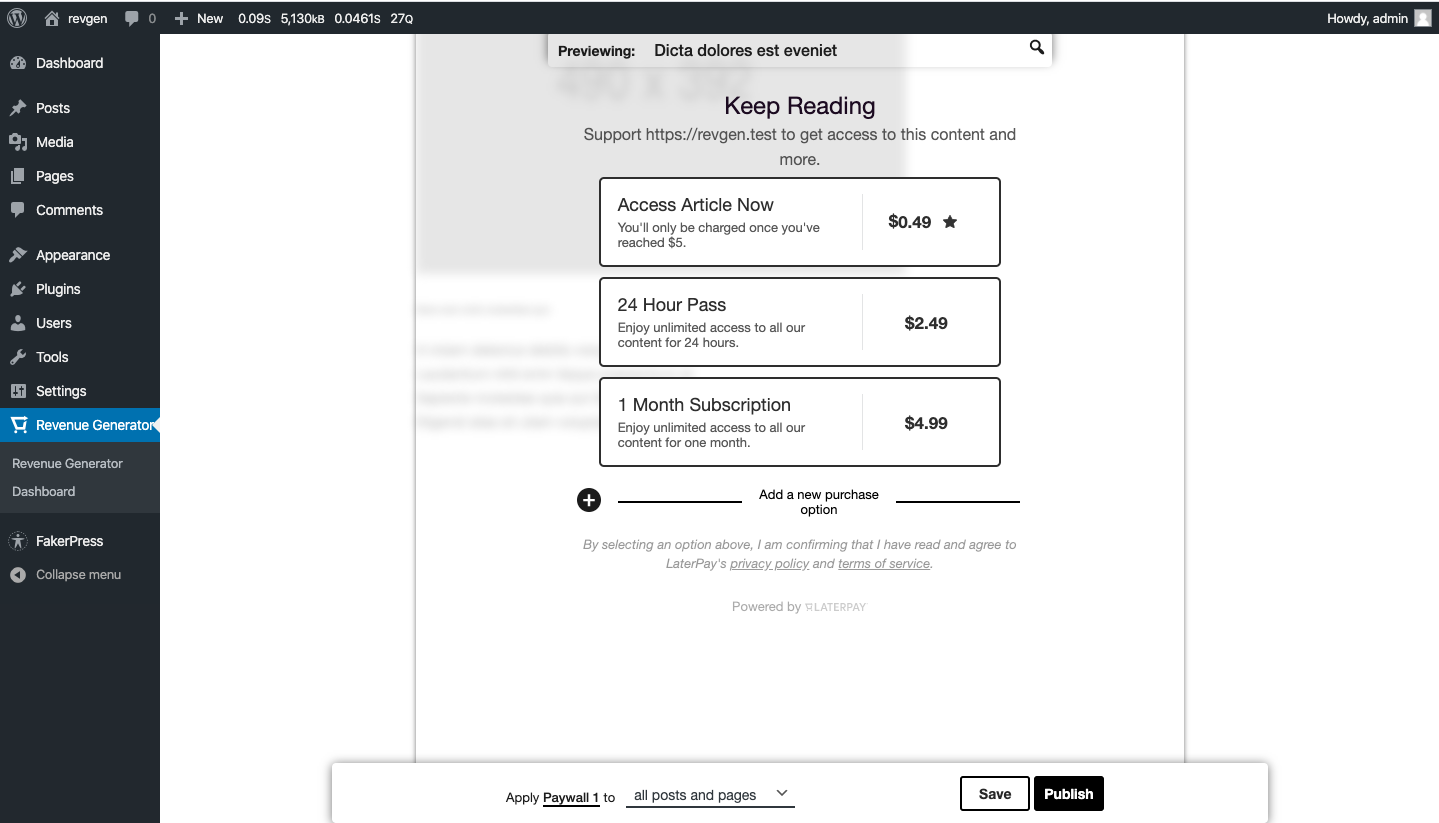 revgen 0 New 0.09S 5,130KB 0.0461S 27Q Howdy, admin
Dashboard
Posts
Media
Pages
Comments
Appearance
Plugins
Users
Tools
Settings
Revenue Generator
Revenue Generator
Dashboard
FakerPress
Collapse menu
Previewing: Dicta dolores est eveniet
490 x 390
Keep Reading
Support https://revgen.test to get access to this content and
more.
Access Article Now
You'll only be charged once you've
reached $5.
$0.49
24 Hour Pass
Enjoy unlimited access to all our
content for 24 hours.
$2.49
1 Month Subscription
Enjoy unlimited access to all our
content for one month.
$4.99
Add a new purchase
option
By selecting an option above, I am confirming that I have read and agree to
LaterPay's privacy policy and terms of service.
Powered by LATERPAY
Apply Paywall 1 to all posts and pages
Save
Publish